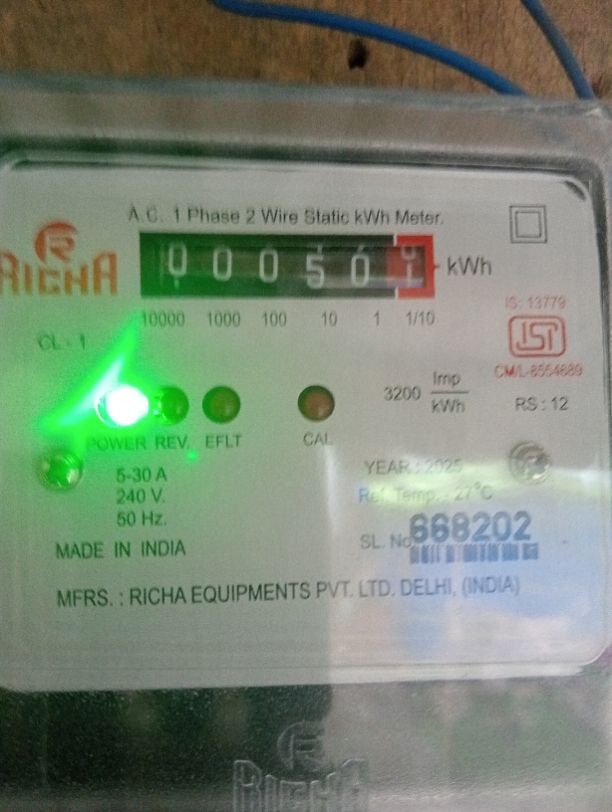 A.C. 1 Phase 2 Wire Static kWh Meter.
RICHA
0 0 0 5 0 1 kWh
10000 1000 100 10 1 1/10
IS: 13779
ISI
CM/L-8554689
CL - 1
3200 Imp/kWh
RS : 12
POWER REV. EFLT CAL
5-30 A
240 V.
50 Hz.
YEAR : 2025
Ref. Temp. 27°C
SL. No. 668202
MADE IN INDIA
MFRS. : RICHA EQUIPMENTS PVT. LTD. DELHI, (INDIA)
RICHA